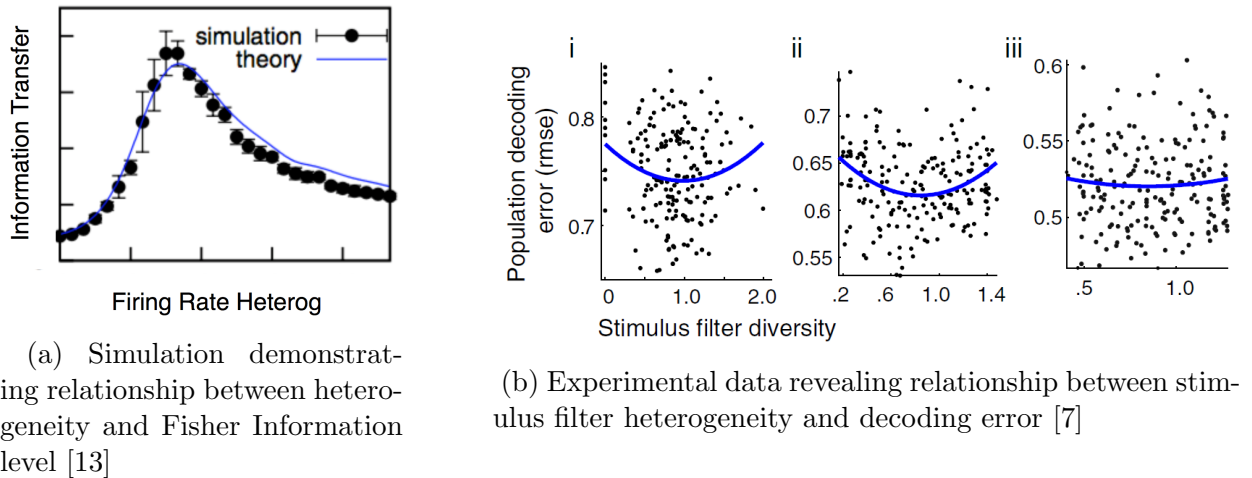 Information Transfer
simulation
theory
Firing Rate Heterog
(a) Simulation demonstrat-
ing relationship between hetero-
geneity and Fisher Information
level [13]
Population decoding
error (rmse)
i
0.8
0.7
0
1.0
2.0
Stimulus filter diversity
ii
0.7
0.65
0.6
0.55
.2
.6
1.0
1.4
iii
0.6
0.55
0.5
.5
1.0
(b) Experimental data revealing relationship between stim-
ulus filter heterogeneity and decoding error [7]